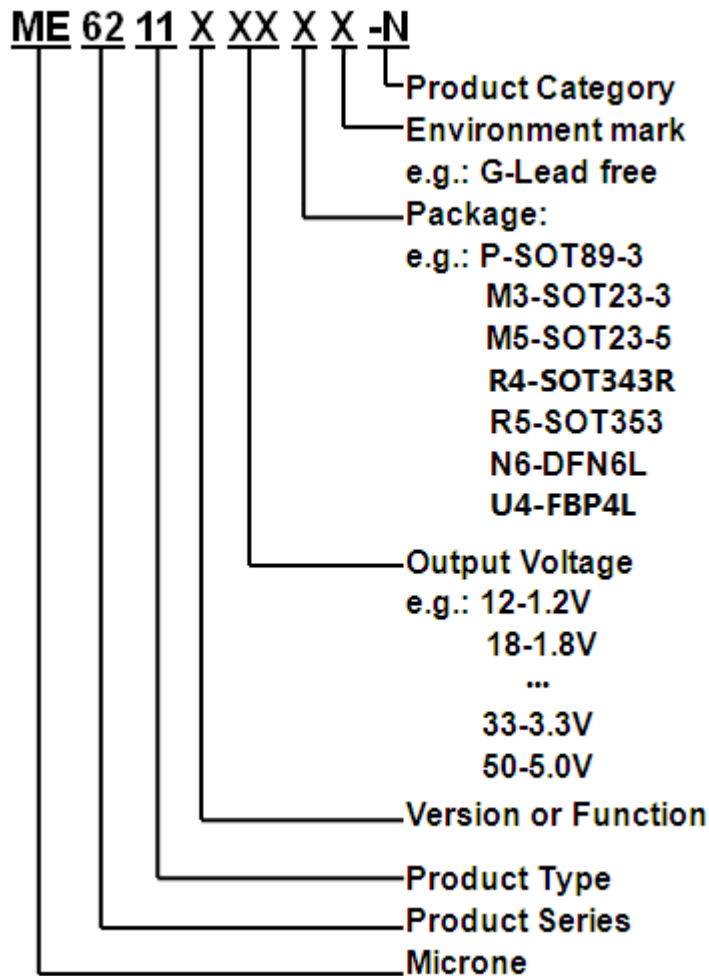 ME 62 11 X XX X X -N
Product Category
Environment mark
e.g.: G-Lead free
Package:
e.g.: P-SOT89-3
M3-SOT23-3
M5-SOT23-5
R4-SOT343R
R5-SOT353
N6-DFN6L
U4-FBP4L
Output Voltage
e.g.: 12-1.2V
18-1.8V
...
33-3.3V
50-5.0V
Version or Function
Product Type
Product Series
Microne